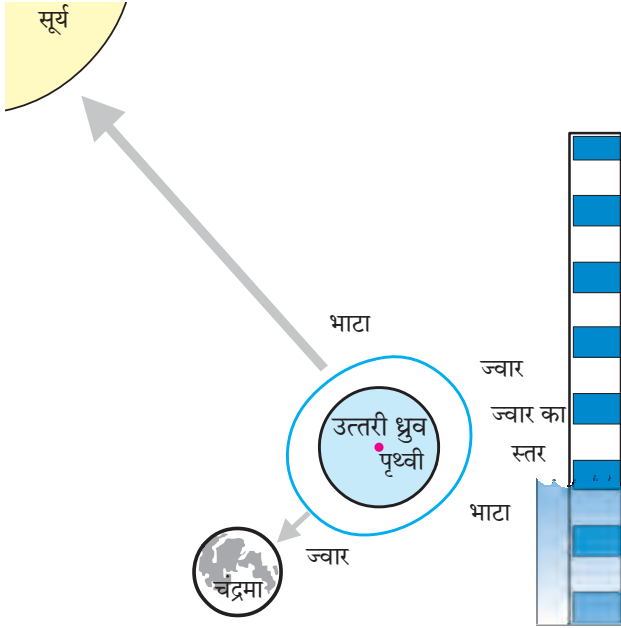 सूर्य
भाटा
ज्वार
ज्वार का
स्तर
उत्तरी ध्रुव
पृथ्वी
भाटा
ज्वार
चंद्रमा